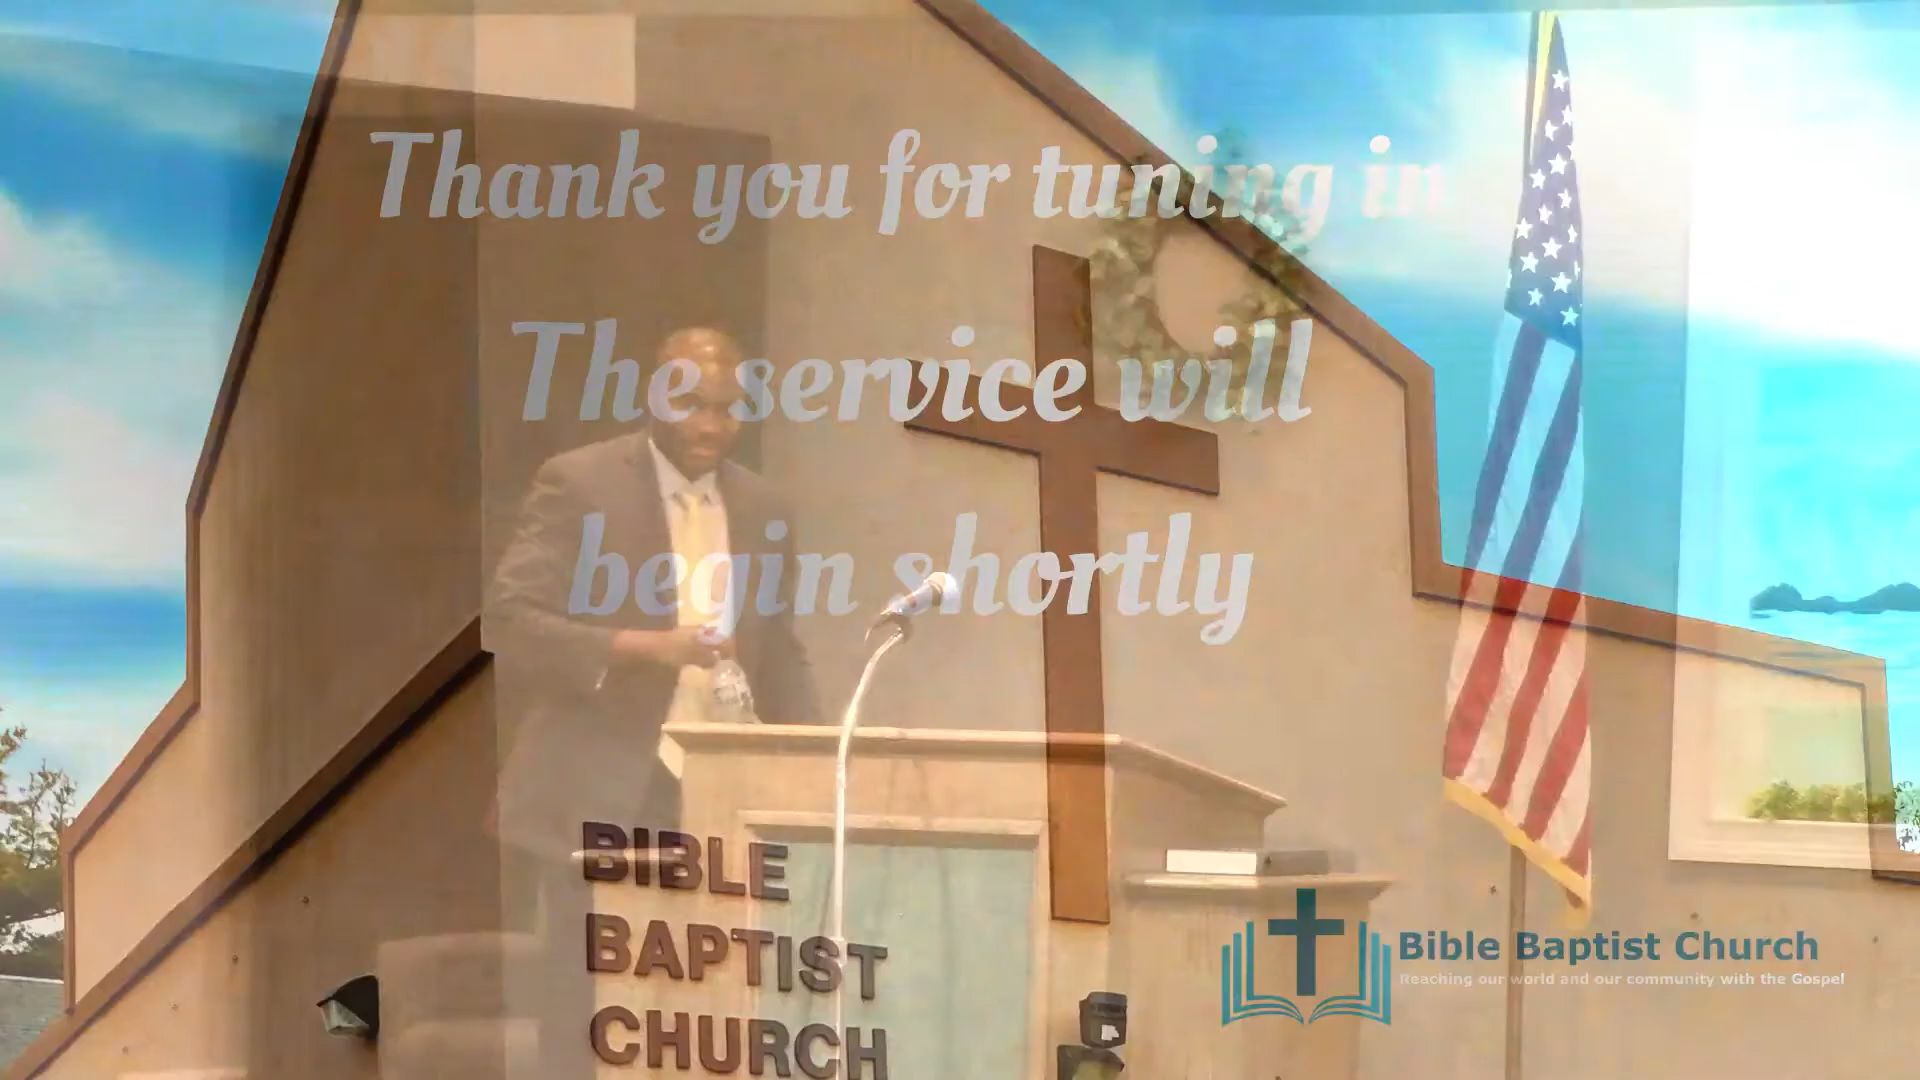 Thank you for tuning in
The service will
begin shortly
BIBLE
BAPTIST
CHURCH
Bible Baptist Church
Reaching our world and our community with the Gospel